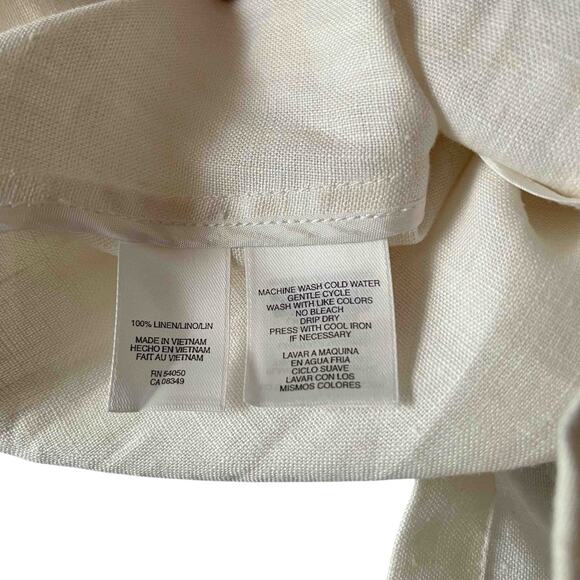 100% LINEN/LINO/LIN
MADE IN VIETNAM
HECHO EN VIETNAM
FAIT AU VIETNAM
RN 54050
CA 08349
MACHINE WASH COLD WATER
GENTLE CYCLE
WASH WITH LIKE COLORS
NO BLEACH
DRIP DRY
PRESS WITH COOL IRON
IF NECESSARY
LAVAR A MAQUINA
EN AGUA FRIA
CICLO SUAVE
LAVAR CON LOS
MISMOS COLORES